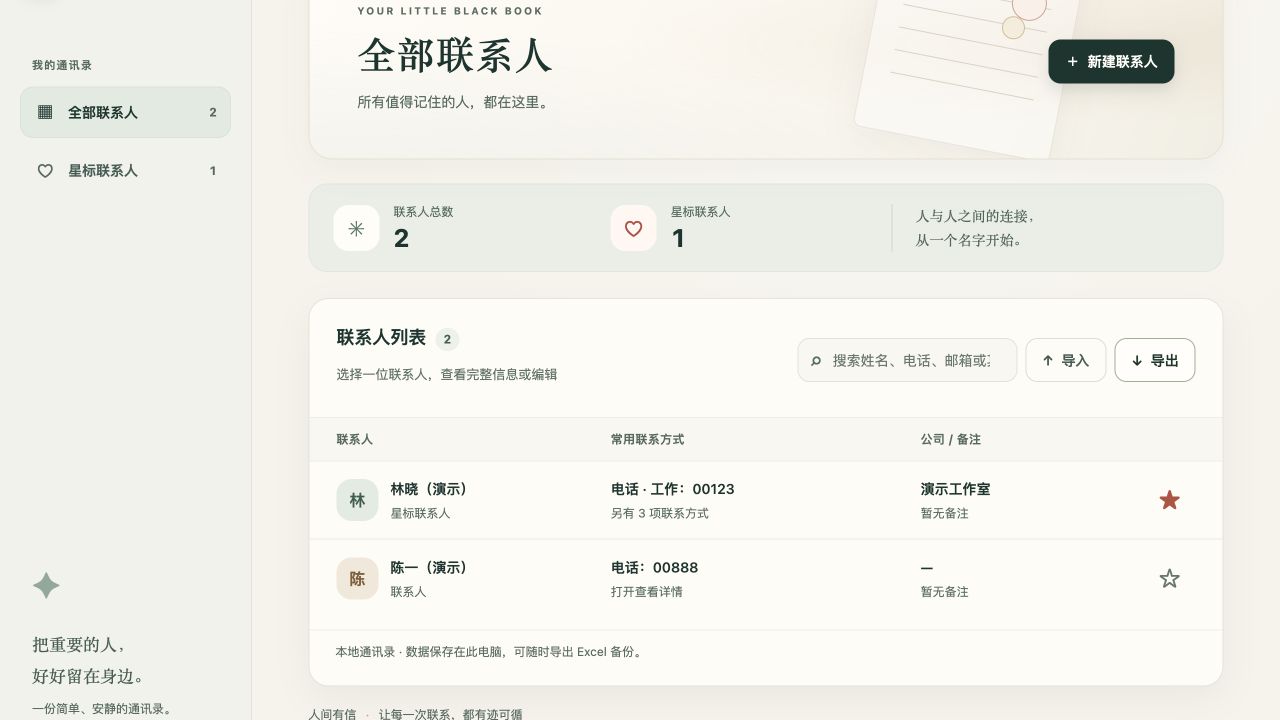 我的通讯录
全部联系人 2
星标联系人 1
把重要的人，
好好留在身边。
一份简单、安静的通讯录。
YOUR LITTLE BLACK BOOK
全部联系人
所有值得记住的人，都在这里。
+ 新建联系人
联系人总数
2
星标联系人
1
人与人之间的连接，
从一个名字开始。
联系人列表 2
选择一位联系人，查看完整信息或编辑
搜索姓名、电话、邮箱或
↑ 导入
↓ 导出
联系人 常用联系方式 公司 / 备注
林 林晓（演示） 电话 · 工作：00123 演示工作室
星标联系人 另有 3 项联系方式 暂无备注
陈 陈一（演示） 电话：00888 —
联系人 打开查看详情 暂无备注
本地通讯录 · 数据保存在此电脑，可随时导出 Excel 备份。
人间有信 · 让每一次联系，都有迹可循